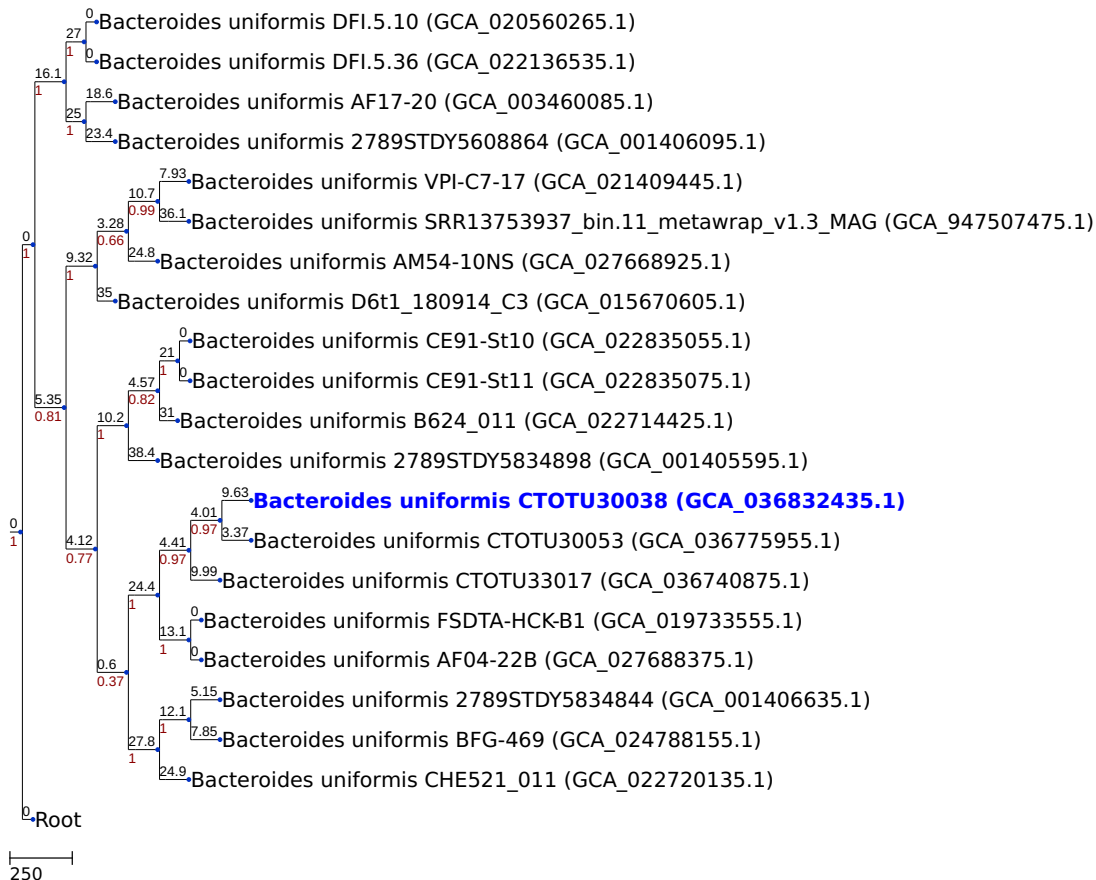 0
Bacteroides uniformis DFI.5.10 (GCA_020560265.1)
27
1
0
Bacteroides uniformis DFI.5.36 (GCA_022136535.1)
16.1
1
18.6
Bacteroides uniformis AF17-20 (GCA_003460085.1)
25
1
23.4
Bacteroides uniformis 2789STDY5608864 (GCA_001406095.1)
7.93
Bacteroides uniformis VPI-C7-17 (GCA_021409445.1)
10.7
0.99
36.1
Bacteroides uniformis SRR13753937_bin.11_metawrap_v1.3_MAG (GCA_947507475.1)
3.28
0.66
0
1
24.8
Bacteroides uniformis AM54-10NS (GCA_027668925.1)
9.32
1
35
Bacteroides uniformis D6t1_180914_C3 (GCA_015670605.1)
0
Bacteroides uniformis CE91-St10 (GCA_022835055.1)
21
1
0
Bacteroides uniformis CE91-St11 (GCA_022835075.1)
4.57
0.82
31
Bacteroides uniformis B624_011 (GCA_022714425.1)
5.35
0.81
10.2
1
38.4
Bacteroides uniformis 2789STDY5834898 (GCA_001405595.1)
9.63
Bacteroides uniformis CTOTU30038 (GCA_036832435.1)
4.01
0.97
3.37
Bacteroides uniformis CTOTU30053 (GCA_036775955.1)
0
1
4.12
0.77
4.41
0.97
9.99
Bacteroides uniformis CTOTU33017 (GCA_036740875.1)
24.4
1
0
Bacteroides uniformis FSDTA-HCK-B1 (GCA_019733555.1)
13.1
1
0
Bacteroides uniformis AF04-22B (GCA_027688375.1)
0.6
0.37
5.15
Bacteroides uniformis 2789STDY5834844 (GCA_001406635.1)
12.1
1
7.85
Bacteroides uniformis BFG-469 (GCA_024788155.1)
27.8
1
24.9
Bacteroides uniformis CHE521_011 (GCA_022720135.1)
0
Root
250